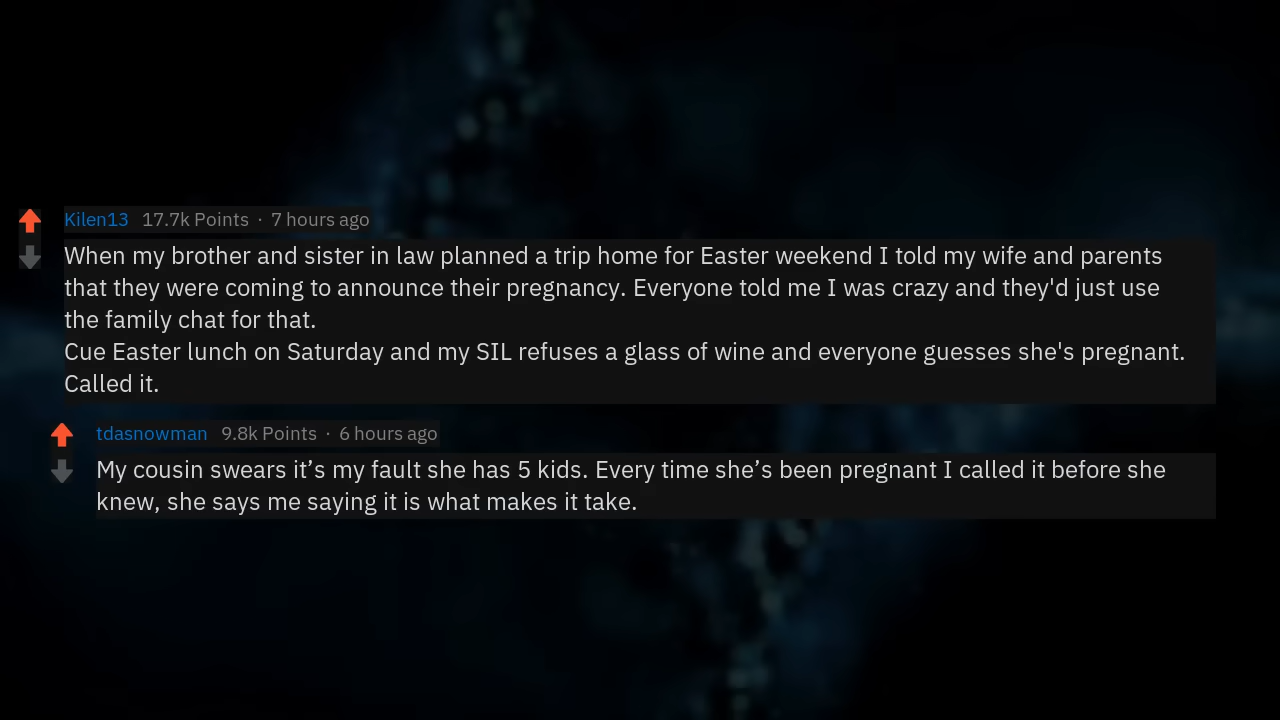 Kilen13 17.7k Points · 7 hours ago
When my brother and sister in law planned a trip home for Easter weekend I told my wife and parents
that they were coming to announce their pregnancy. Everyone told me I was crazy and they'd just use
the family chat for that.
Cue Easter lunch on Saturday and my SIL refuses a glass of wine and everyone guesses she's pregnant.
Called it.
tdasnowman 9.8k Points · 6 hours ago
My cousin swears it’s my fault she has 5 kids. Every time she’s been pregnant I called it before she
knew, she says me saying it is what makes it take.